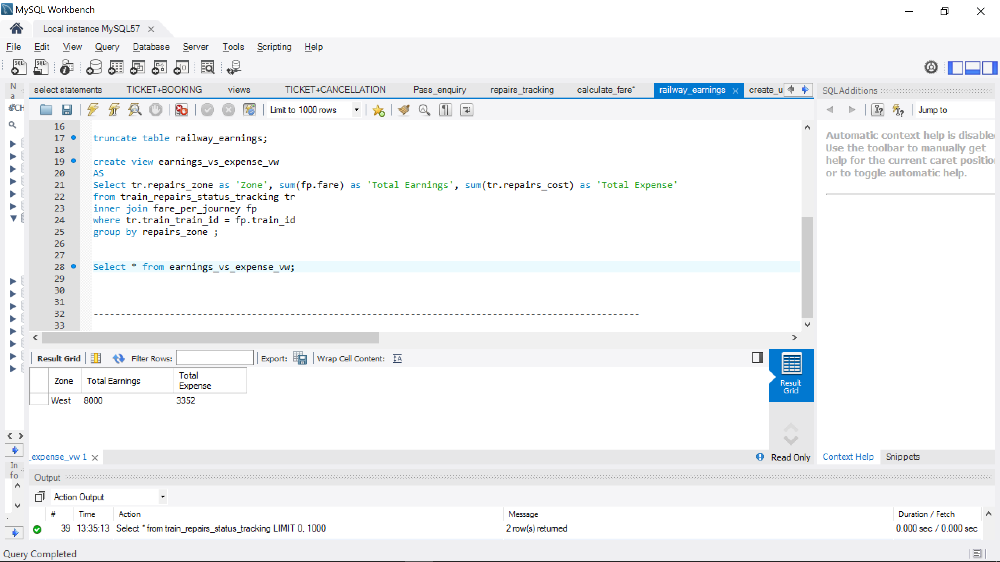 MySQL Workbench
Local instance MySQL57
File Edit View Query Database Server Tools Scripting Help
Na
select statements TICKET+BOOKING views TICKET+CANCELLATION Pass_enquiry repairs_tracking calculate_fare* railway_earnings create_u
SQLAdditions
Limit to 1000 rows
Jump to
16
17 truncate table railway_earnings;
18
19 create view earnings_vs_expense_vw
20 AS
21 Select tr.repairs_zone as 'Zone', sum(fp.fare) as 'Total Earnings', sum(tr.repairs_cost) as 'Total Expense'
22 from train_repairs_status_tracking tr
23 inner join fare_per_journey fp
24 where tr.train_train_id = fp.train_id
25 group by repairs_zone ;
26
27
28 Select * from earnings_vs_expense_vw;
29
30
31
32 ----------------------------------------------------------------------------------------------------
33
Automatic context help is disabled
Use the toolbar to manually get
help for the current caret position
or to toggle automatic help.
Result Grid Filter Rows: Export: Wrap Cell Content:
Zone Total Earnings Total Expense
West 8000 3352
Result
Grid
_expense_vw 1
Read Only
Context Help Snippets
Info
Output
Action Output
# Time Action Message Duration / Fetch
39 13:35:13 Select * from train_repairs_status_tracking LIMIT 0, 1000 2 row(s) returned 0.000 sec / 0.000 sec
Query Completed